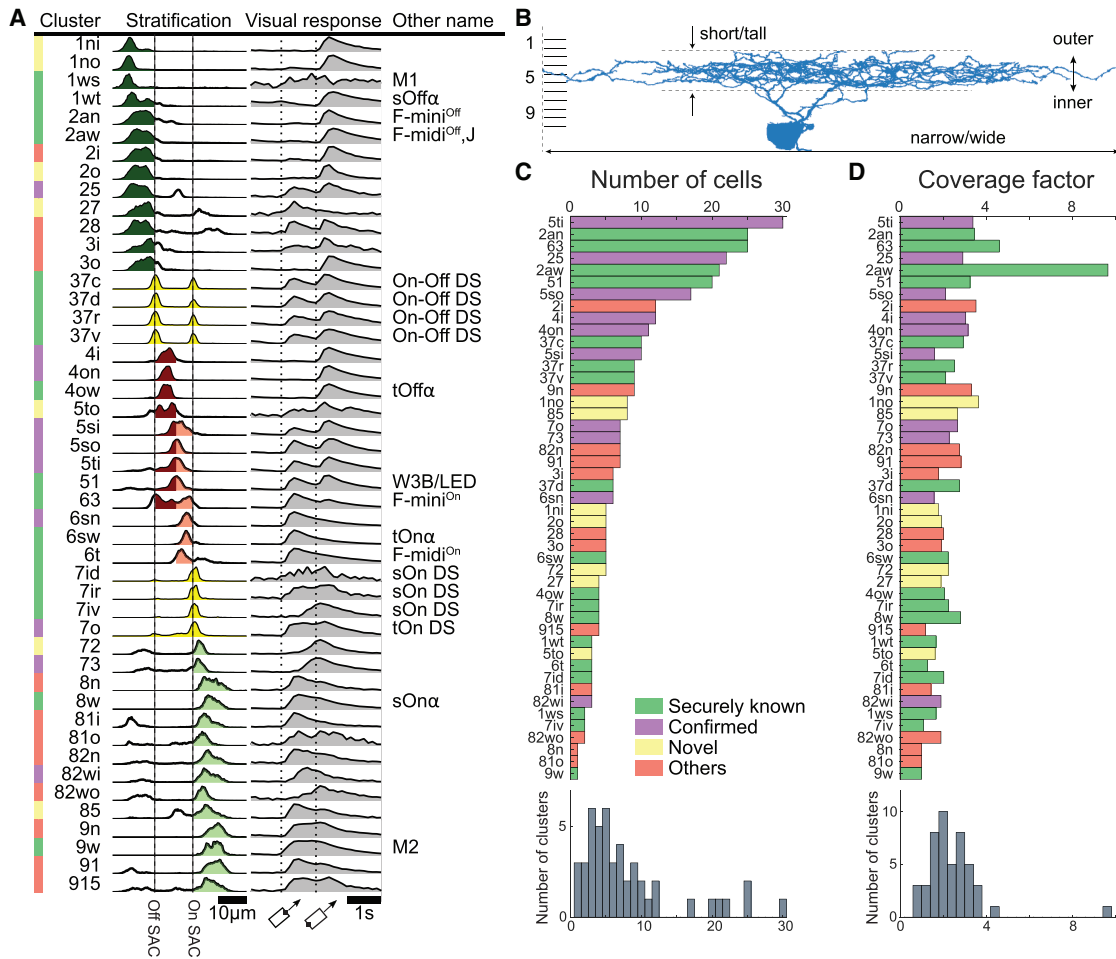 A
Cluster Stratification Visual response Other name
1ni
1no
1ws M1
1wt sOffα
2an F-mini^Off
2aw F-midi^Off,J
2i
2o
25
27
28
3i
3o
37c On-Off DS
37d On-Off DS
37r On-Off DS
37v On-Off DS
4i
4on
4ow tOffα
5to
5si
5so
5ti
51 W3B/LED
63 F-mini^On
6sn
6sw tOnα
6t F-midi^On
7id sOn DS
7ir sOn DS
7iv sOn DS
7o tOn DS
72
73
8n
8w sOnα
81i
81o
82n
82wi
82wo
85
9n
9w M2
91
915
Off SAC
On SAC
10μm
1s
B
1
5
9
short/tall
outer
inner
narrow/wide
C
Number of cells
0 10 20 30
5ti
2an
63
25
2aw
51
5so
2i
4i
4on
37c
5si
37r
37v
9n
1no
85
7o
73
82n
91
3i
37d
6sn
1ni
2o
28
3o
6sw
72
27
4ow
7ir
8w
915
1wt
5to
6t
7id
81i
82wi
1ws
7iv
82wo
8n
81o
9w
Securely known
Confirmed
Novel
Others
Number of clusters
5
0
0 10 20 30
D
Coverage factor
0 4 8
5ti
2an
63
25
2aw
51
5so
2i
4i
4on
37c
5si
37r
37v
9n
1no
85
7o
73
82n
91
3i
37d
6sn
1ni
2o
28
3o
6sw
72
27
4ow
7ir
8w
915
1wt
5to
6t
7id
81i
82wi
1ws
7iv
82wo
8n
81o
9w
Number of clusters
10
5
0
0 4 8